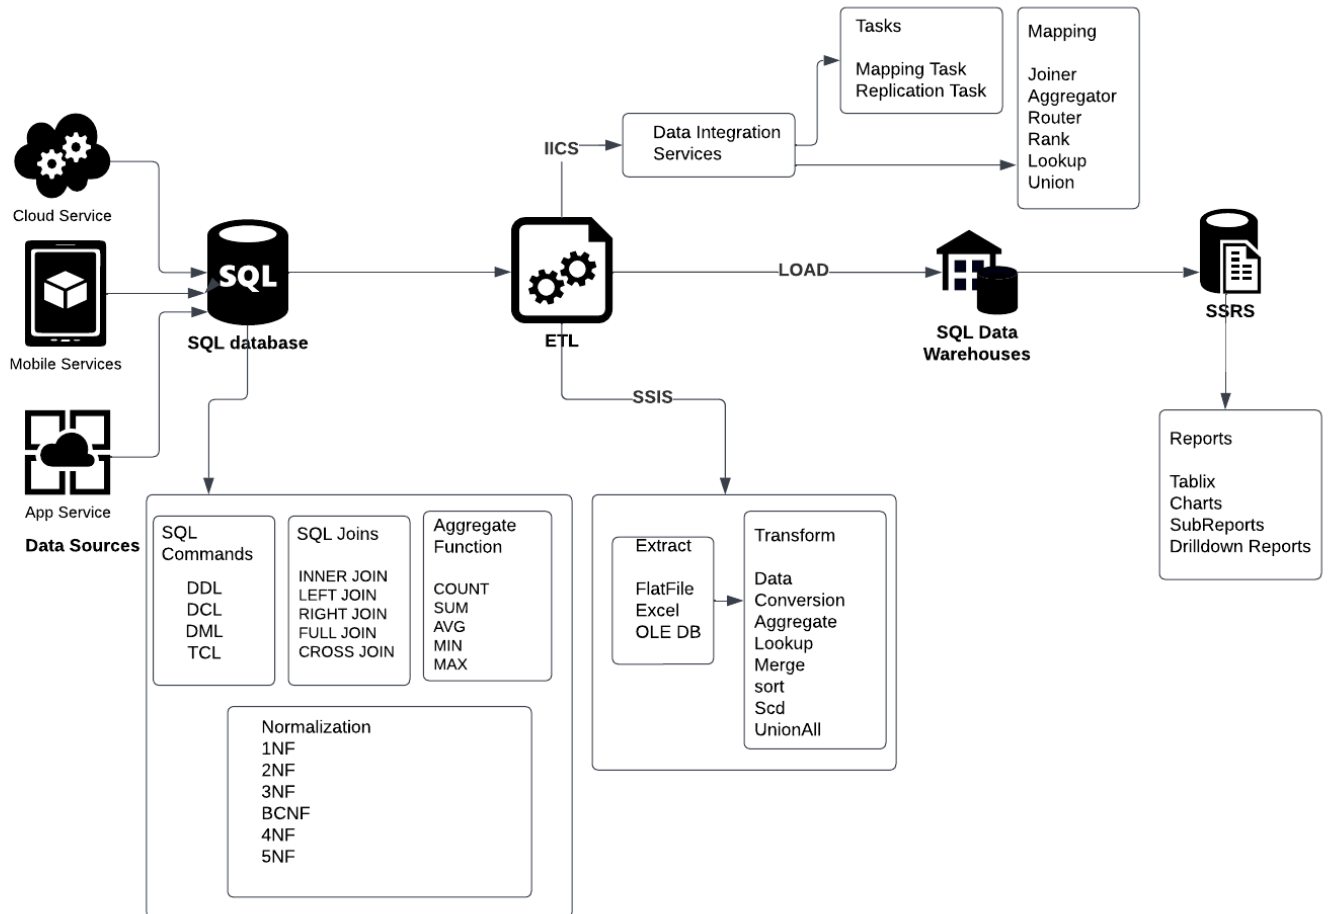 Tasks
Mapping Task
Replication Task
Mapping
Joiner
Aggregator
Router
Rank
Lookup
Union
IICS
Data Integration
Services
Cloud Service
SQL
SQL database
Mobile Services
App Service
Data Sources
ETL
LOAD
SQL Data
Warehouses
SSRS
SSIS
Reports
Tablix
Charts
SubReports
Drilldown Reports
SQL
Commands
DDL
DCL
DML
TCL
SQL Joins
INNER JOIN
LEFT JOIN
RIGHT JOIN
FULL JOIN
CROSS JOIN
Aggregate
Function
COUNT
SUM
AVG
MIN
MAX
Normalization
1NF
2NF
3NF
BCNF
4NF
5NF
Extract
FlatFile
Excel
OLE DB
Transform
Data
Conversion
Aggregate
Lookup
Merge
sort
Scd
UnionAll